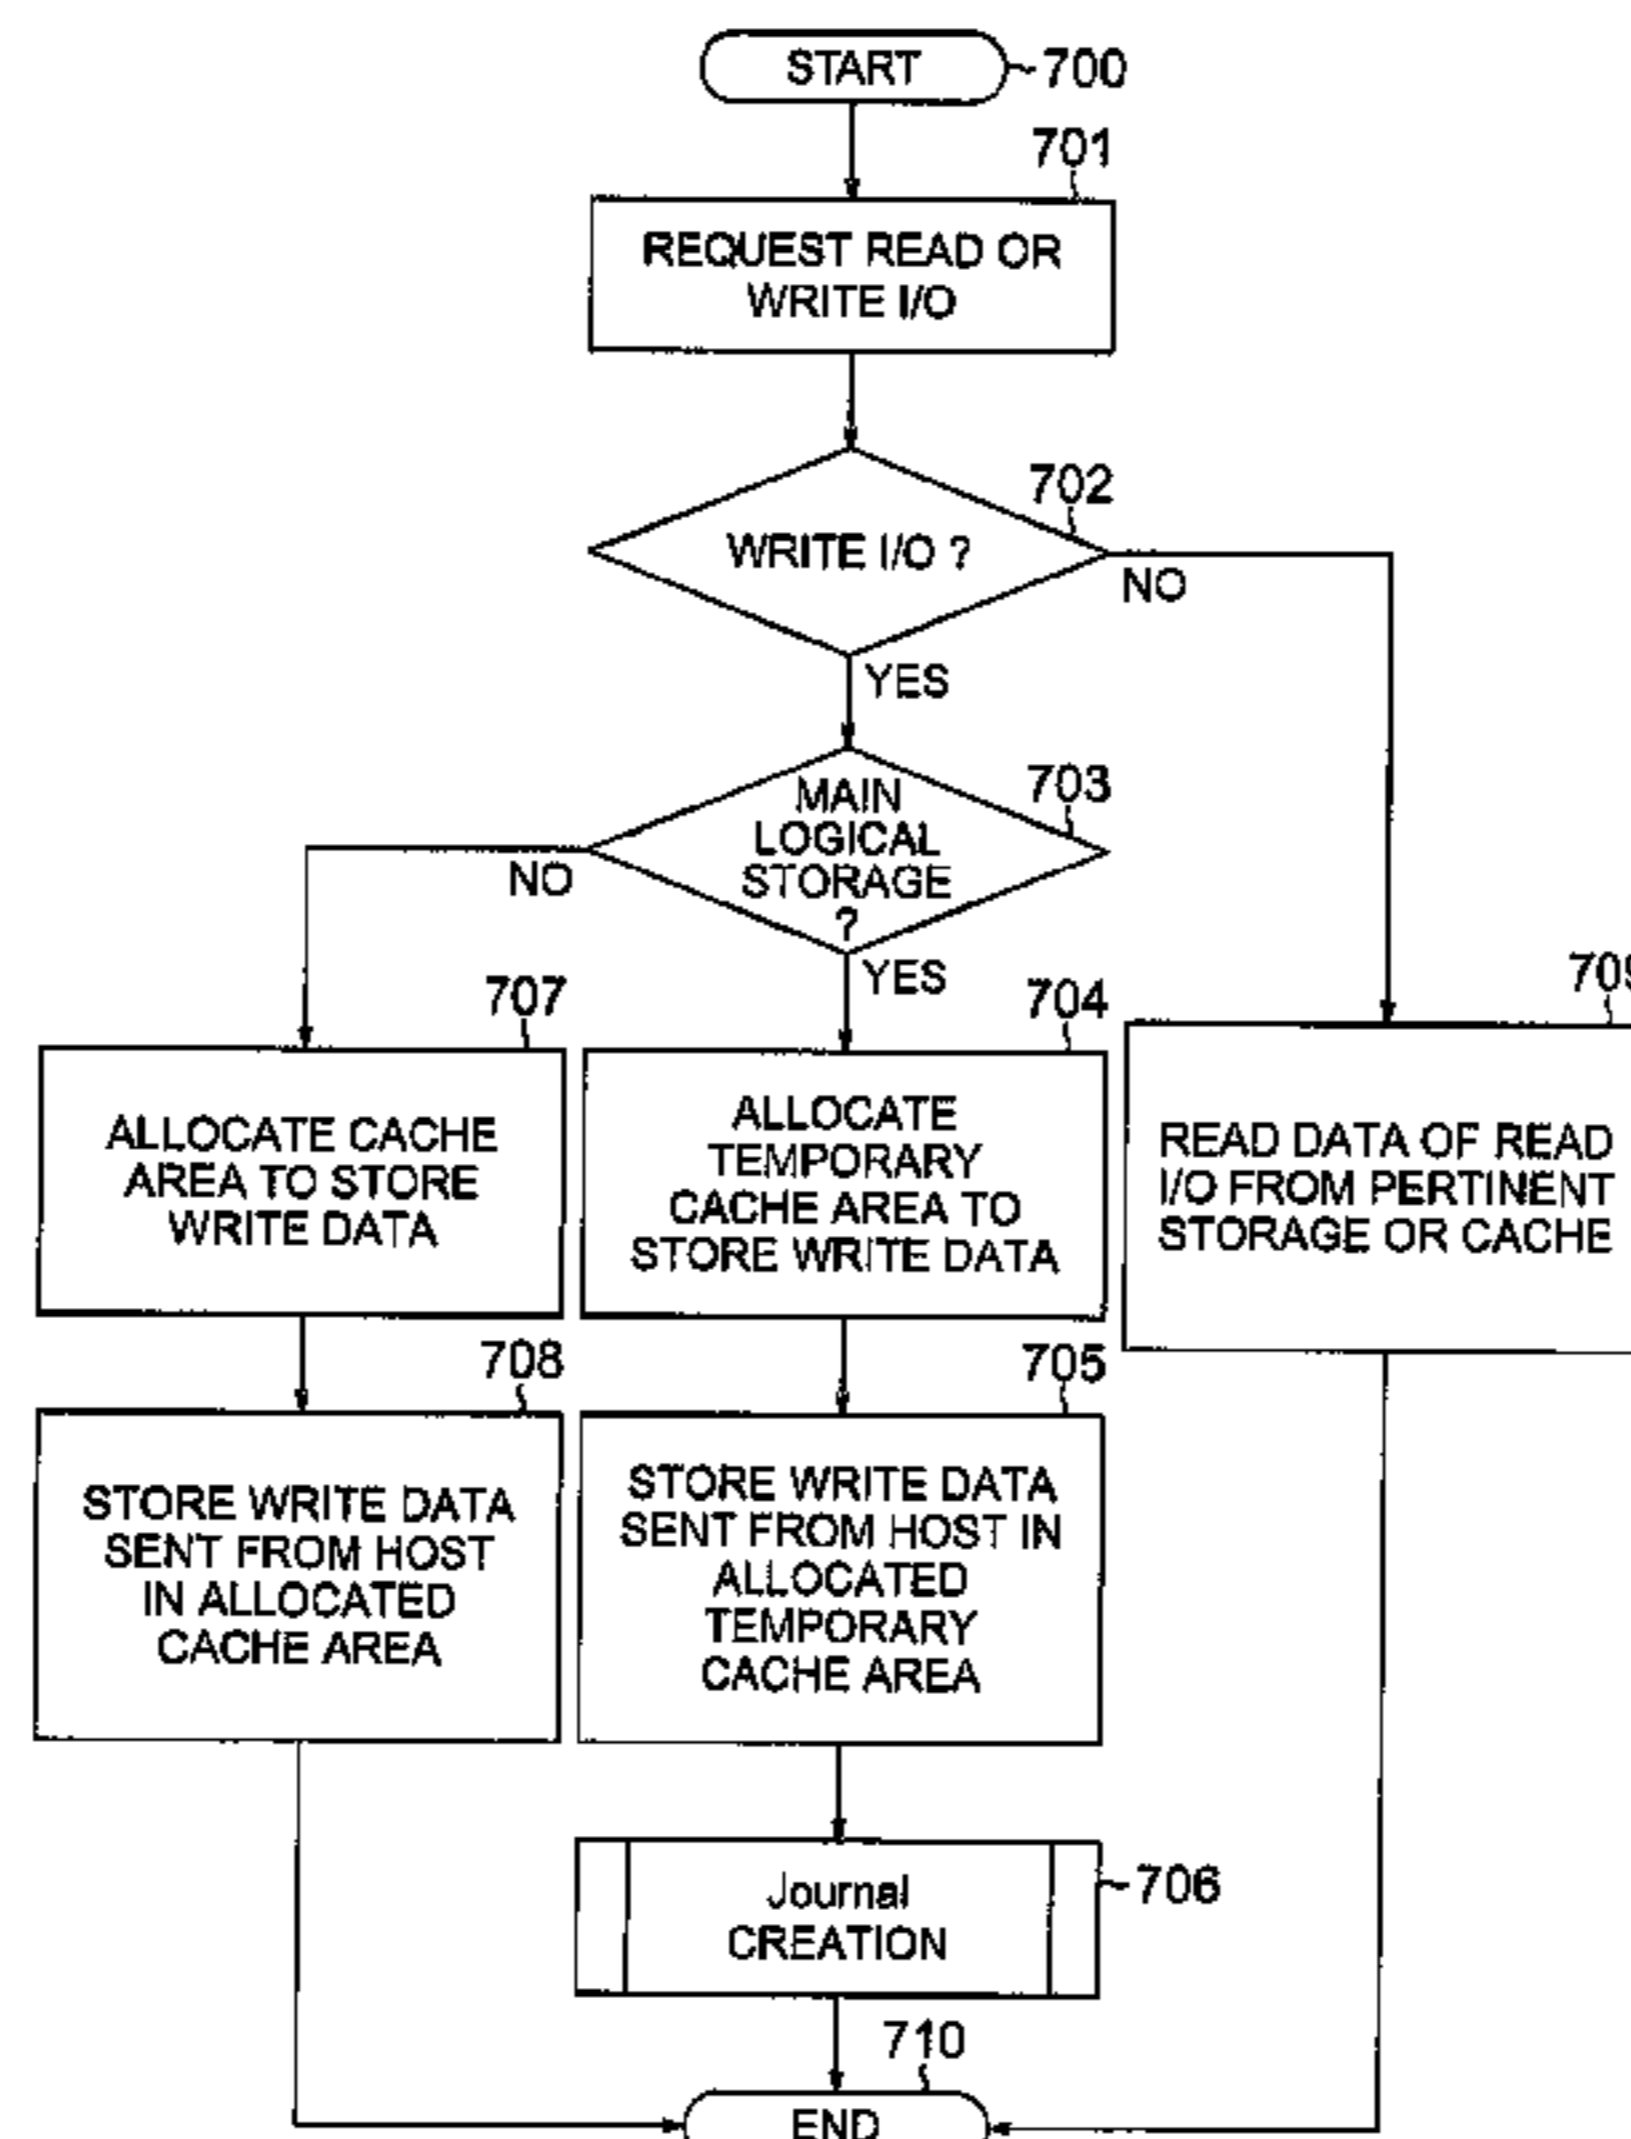 START
700
701
REQUEST READ OR
WRITE I/O
702
WRITE I/O ?
NO
YES
703
MAIN
LOGICAL
STORAGE
?
NO
YES
707
704
709
ALLOCATE CACHE
AREA TO STORE
WRITE DATA
ALLOCATE
TEMPORARY
CACHE AREA TO
STORE WRITE DATA
READ DATA OF READ
I/O FROM PERTINENT
STORAGE OR CACHE
708
705
STORE WRITE DATA
SENT FROM HOST
IN ALLOCATED
CACHE AREA
STORE WRITE DATA
SENT FROM HOST IN
ALLOCATED
TEMPORARY
CACHE AREA
Journal
CREATION
706
710
END